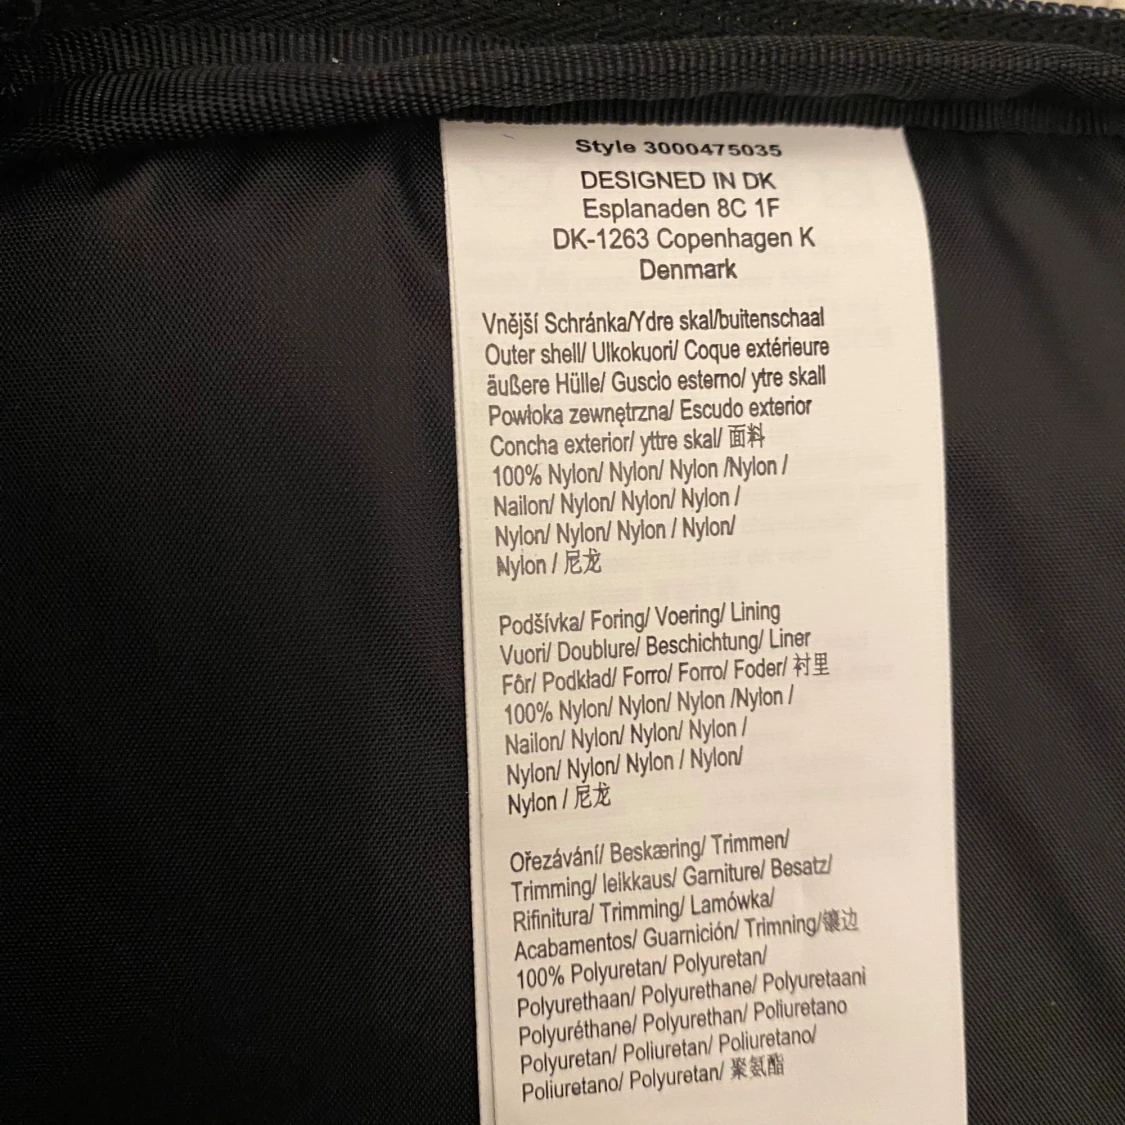 Style 3000475035
DESIGNED IN DK
Esplanaden 8C 1F
DK-1263 Copenhagen K
Denmark
Vnější Schránka/Ydre skal/buitenschaal
Outer shell/ Ulkokuori/ Coque extérieure
äußere Hülle/ Guscio esterno/ ytre skall
Powłoka zewnętrzna/ Escudo exterior
Concha exterior/ yttre skal/ 面料
100% Nylon/ Nylon/ Nylon /Nylon /
Nailon/ Nylon/ Nylon/ Nylon /
Nylon/ Nylon/ Nylon / Nylon/
Nylon / 尼龙
Podšívka/ Foring/ Voering/ Lining
Vuori/ Doublure/ Beschichtung/ Liner
Fôr/ Podkład/ Forro/ Forro/ Foder/ 衬里
100% Nylon/ Nylon/ Nylon /Nylon /
Nailon/ Nylon/ Nylon/ Nylon /
Nylon/ Nylon/ Nylon / Nylon/
Nylon / 尼龙
Ořezávání/ Beskæring/ Trimmen/
Trimming/ leikkaus/ Garniture/ Besatz/
Rifinitura/ Trimming/ Lamówka/
Acabamentos/ Guarnición/ Trimning/镶边
100% Polyuretan/ Polyuretan/
Polyurethaan/ Polyurethane/ Polyuretaani
Polyuréthane/ Polyurethan/ Poliuretano
Polyuretan/ Poliuretan/ Poliuretano/
Poliuretano/ Polyuretan/ 聚氨酯